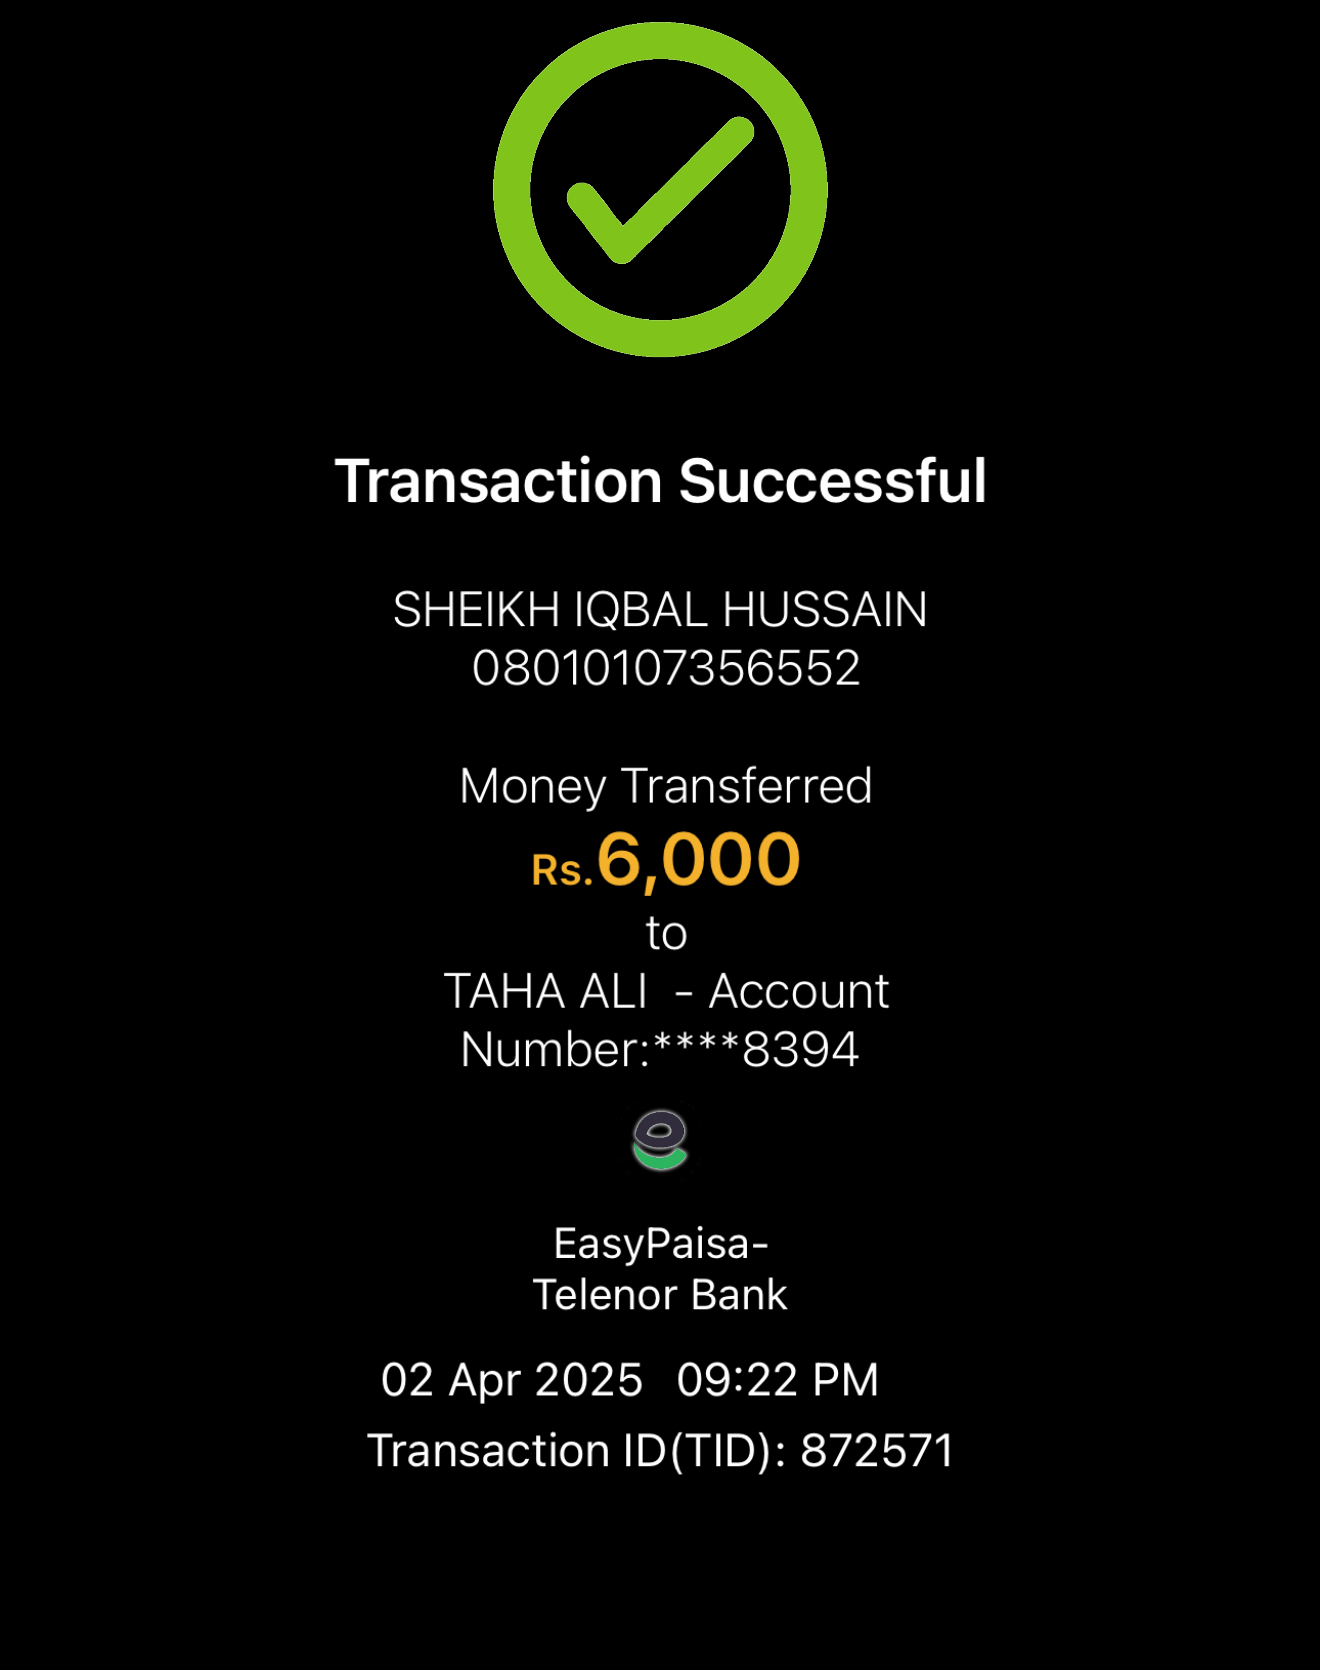 Transaction Successful
SHEIKH IQBAL HUSSAIN
08010107356552
Money Transferred
Rs.6,000
to
TAHA ALI  - Account
Number:****8394
EasyPaisa-
Telenor Bank
02 Apr 2025  09:22 PM
Transaction ID(TID): 872571